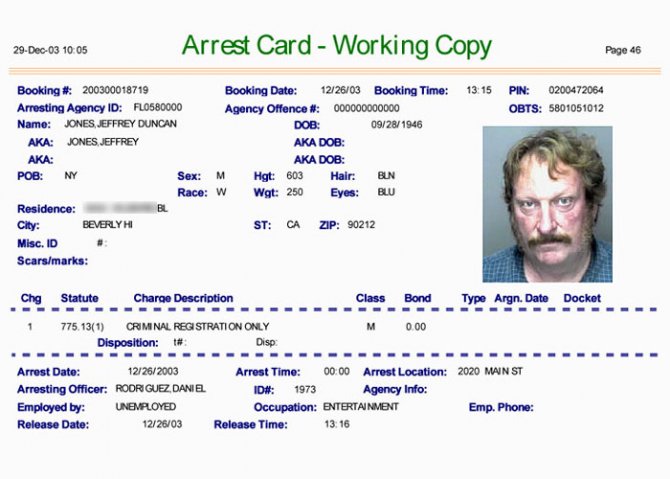 29-Dec-03 10:05 Arrest Card - Working Copy Page 46
Booking #: 200300018719 Booking Date: 12/26/03 Booking Time: 13:15 PIN: 0200472064
Arresting Agency ID: FL0580000 Agency Offence #: 000000000000 OBTS: 5801051012
Name: JONES,JEFFREY DUNCAN DOB: 09/28/1946
AKA: JONES,JEFFREY AKA DOB:
AKA: AKA DOB:
POB: NY Sex: M Hgt: 603 Hair: BLN
Race: W Wgt: 250 Eyes: BLU
Residence: BL
City: BEVERLY HI ST: CA ZIP: 90212
Misc. ID #:
Scars/marks:
Chg Statute Charge Description Class Bond Type Argn. Date Docket
1 775.13(1) CRIMINAL REGISTRATION ONLY M 0.00
Disposition: t#: Disp:
Arrest Date: 12/26/2003 Arrest Time: 00:00 Arrest Location: 2020 MAIN ST
Arresting Officer: RODRIGUEZ,DANIEL ID#: 1973 Agency Info:
Employed by: UNEMPLOYED Occupation: ENTERTAINMENT Emp. Phone:
Release Date: 12/26/03 Release Time: 13:16